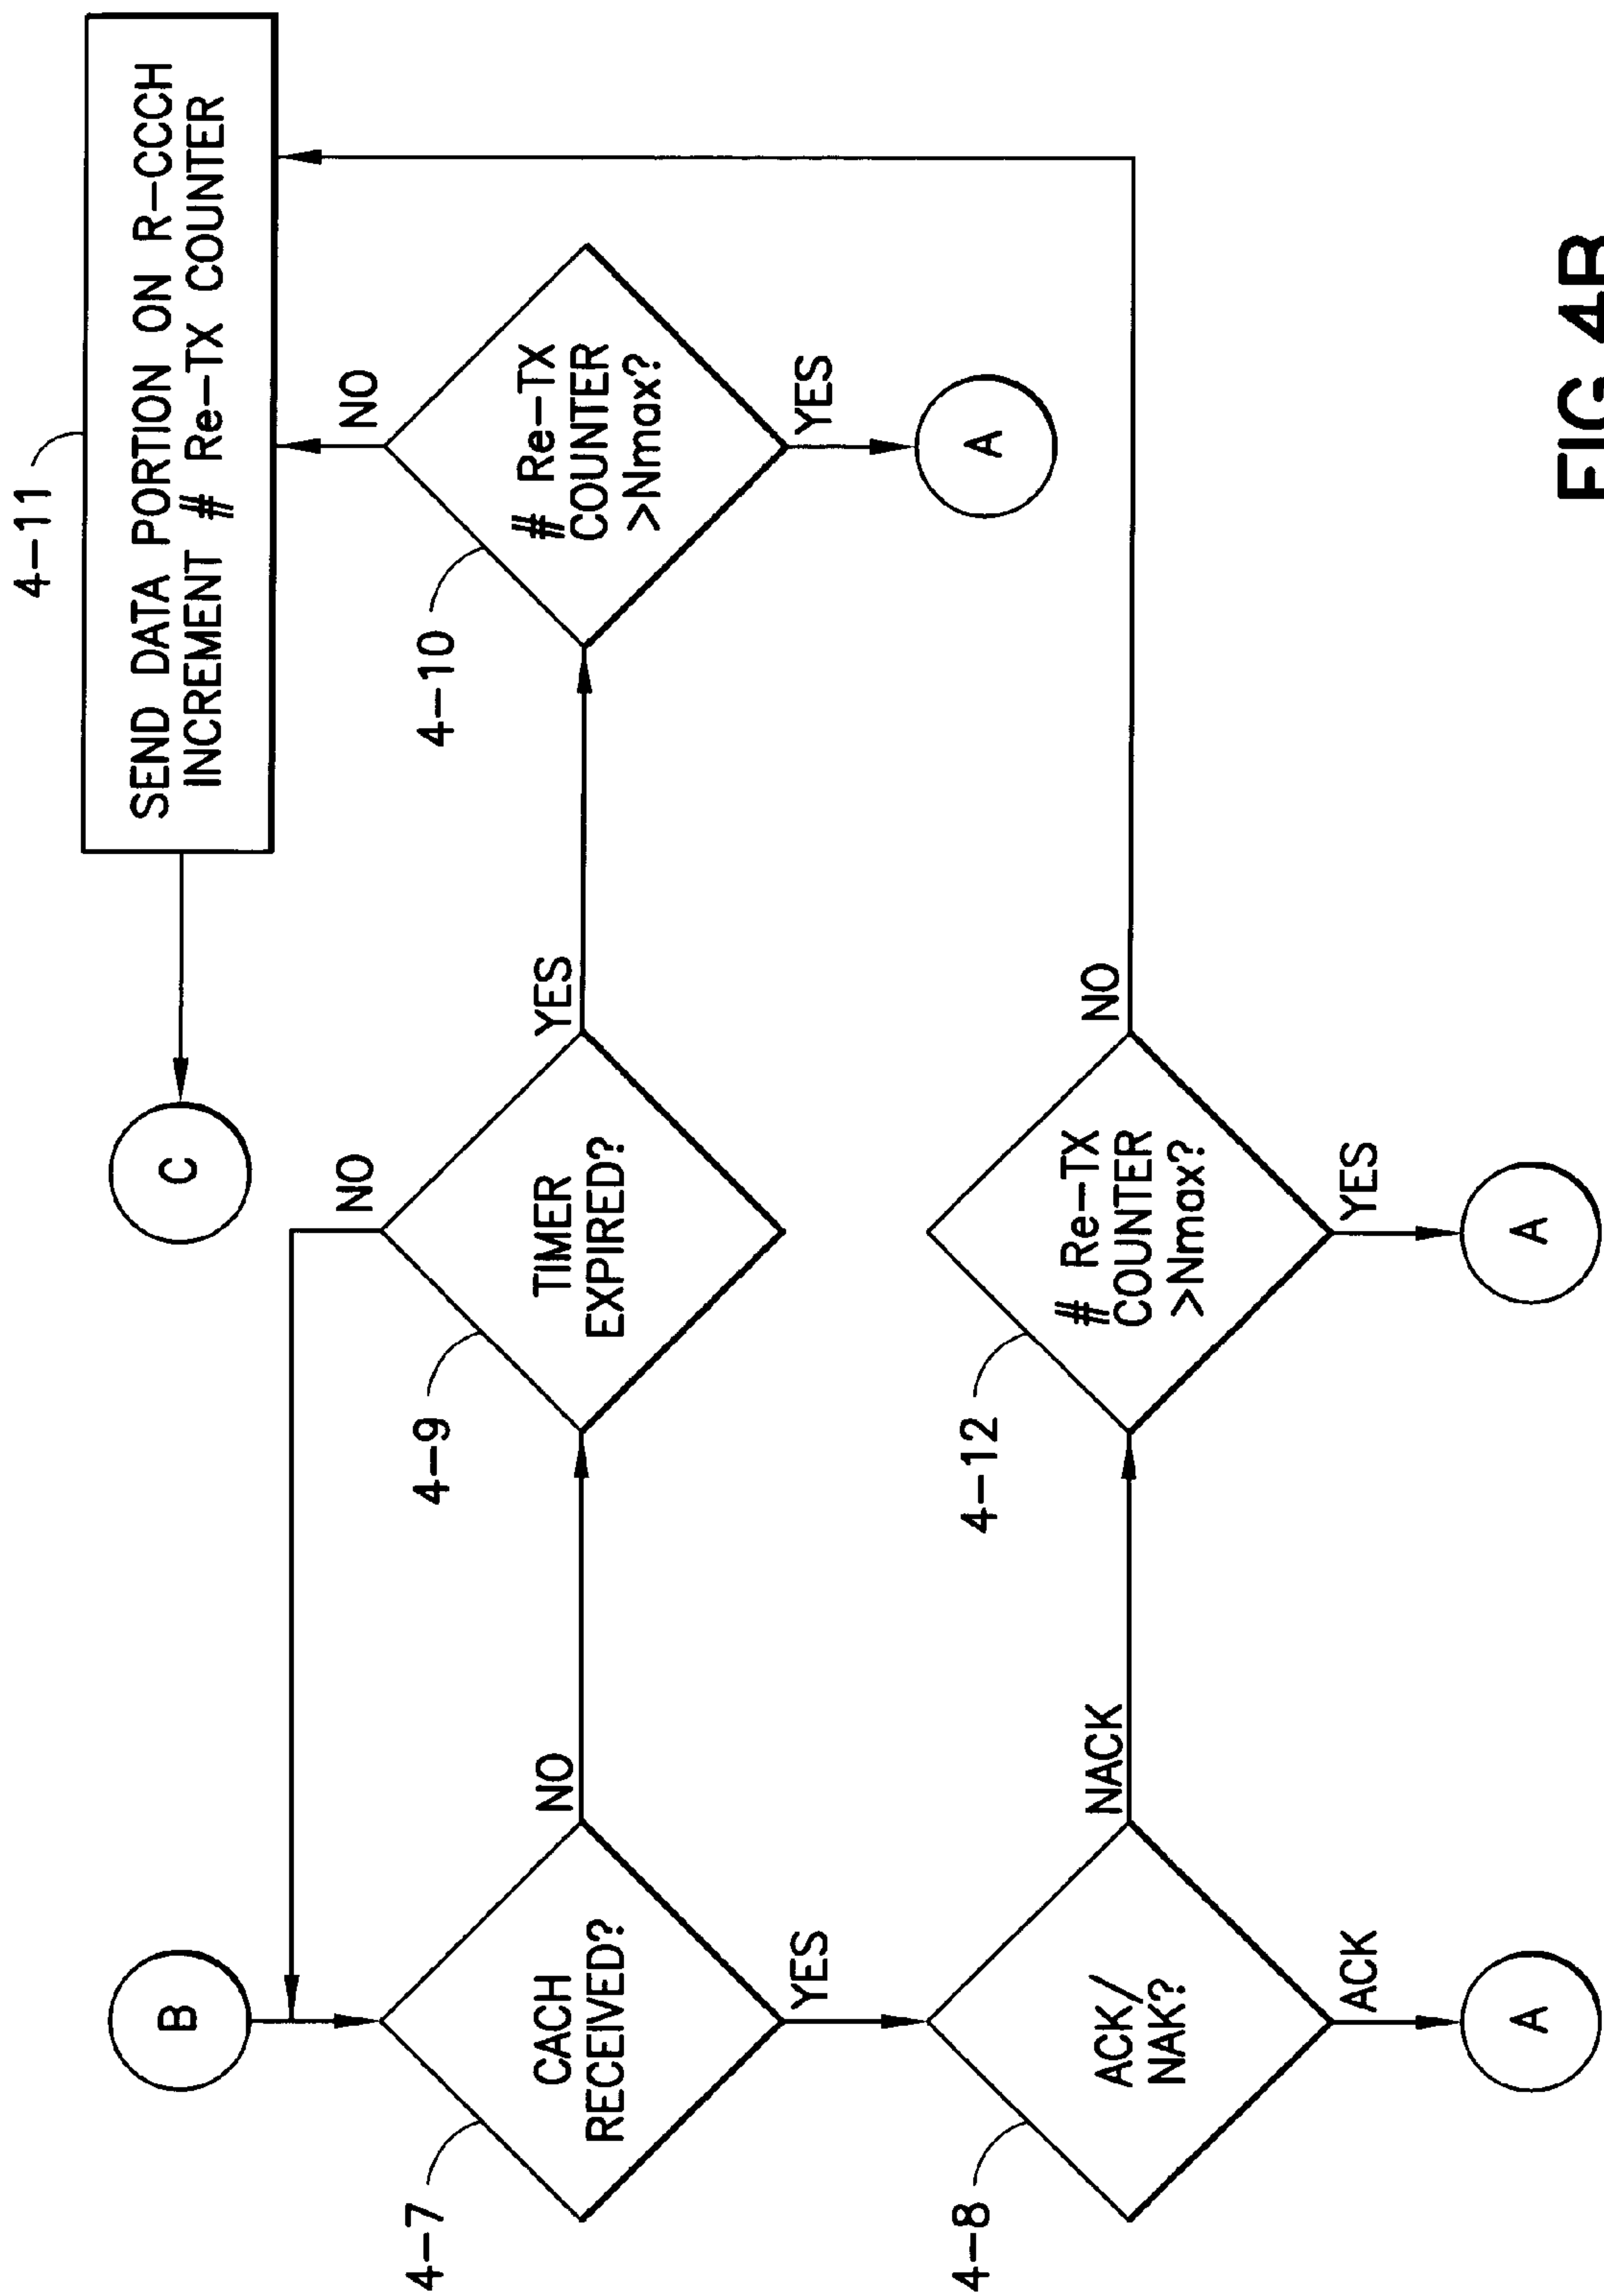 4-11
SEND DATA PORTION ON R-CCCH
INCREMENT # Re-TX COUNTER
B
C
NO
NO
4-7
CACH
RECEIVED?
NO
4-9
TIMER
EXPIRED?
YES
4-10
# Re-TX
COUNTER
>Nmax?
YES
YES
A
4-8
ACK/
NAK?
NACK
4-12
# Re-TX
COUNTER
>Nmax?
NO
ACK
YES
A
A
FIG.4B